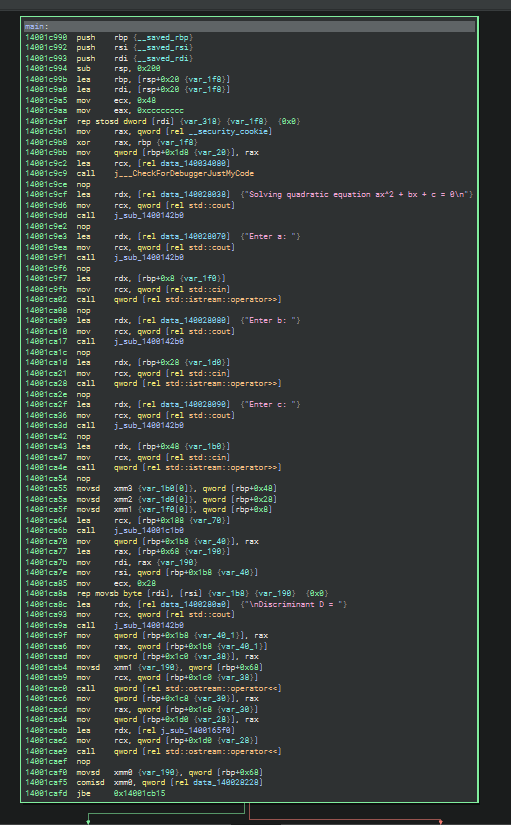 main:
14001c990 push rbp {__saved_rbp}
14001c992 push rsi {__saved_rsi}
14001c993 push rdi {__saved_rdi}
14001c994 sub rsp, 0x200
14001c99b lea rbp, [rsp+0x20 {var_1f8}]
14001c9a0 lea rdi, [rsp+0x20 {var_1f8}]
14001c9a5 mov ecx, 0x48
14001c9aa mov eax, 0xcccccccc
14001c9af rep stosd dword [rdi] {var_318} {var_1f8} {0x0}
14001c9b1 mov rax, qword [rel __security_cookie]
14001c9b8 xor rax, rbp {var_1f8}
14001c9bb mov qword [rbp+0x1d8 {var_20}], rax
14001c9c2 lea rcx, [rel data_140034080]
14001c9c9 call j___CheckForDebuggerJustMyCode
14001c9ce nop
14001c9cf lea rdx, [rel data_140028038] {"Solving quadratic equation ax^2 + bx + c = 0\n"}
14001c9d6 mov rcx, qword [rel std::cout]
14001c9dd call j_sub_1400142b0
14001c9e2 nop
14001c9e3 lea rdx, [rel data_140028070] {"Enter a: "}
14001c9ea mov rcx, qword [rel std::cout]
14001c9f1 call j_sub_1400142b0
14001c9f6 nop
14001c9f7 lea rdx, [rbp+0x8 {var_1f0}]
14001c9fb mov rcx, qword [rel std::cin]
14001ca02 call qword [rel std::istream::operator>>]
14001ca08 nop
14001ca09 lea rdx, [rel data_140028080] {"Enter b: "}
14001ca10 mov rcx, qword [rel std::cout]
14001ca17 call j_sub_1400142b0
14001ca1c nop
14001ca1d lea rdx, [rbp+0x28 {var_1d0}]
14001ca21 mov rcx, qword [rel std::cin]
14001ca28 call qword [rel std::istream::operator>>]
14001ca2e nop
14001ca2f lea rdx, [rel data_140028090] {"Enter c: "}
14001ca36 mov rcx, qword [rel std::cout]
14001ca3d call j_sub_1400142b0
14001ca42 nop
14001ca43 lea rdx, [rbp+0x48 {var_1b0}]
14001ca47 mov rcx, qword [rel std::cin]
14001ca4e call qword [rel std::istream::operator>>]
14001ca54 nop
14001ca55 movsd xmm3 {var_1b0[0]}, qword [rbp+0x48]
14001ca5a movsd xmm2 {var_1d0[0]}, qword [rbp+0x28]
14001ca5f movsd xmm1 {var_1f0[0]}, qword [rbp+0x8]
14001ca64 lea rcx, [rbp+0x188 {var_70}]
14001ca6b call j_sub_14001c1b0
14001ca70 mov qword [rbp+0x1b8 {var_40}], rax
14001ca77 lea rax, [rbp+0x68 {var_190}]
14001ca7b mov rdi, rax {var_190}
14001ca7e mov rsi, qword [rbp+0x1b8 {var_40}]
14001ca85 mov ecx, 0x28
14001ca8a rep movsb byte [rdi], [rsi] {var_1b8} {var_190} {0x0}
14001ca8c lea rdx, [rel data_1400280a0] {"\nDiscriminant D = "}
14001ca93 mov rcx, qword [rel std::cout]
14001ca9a call j_sub_1400142b0
14001ca9f mov qword [rbp+0x1b8 {var_40_1}], rax
14001caa6 mov rax, qword [rbp+0x1b8 {var_40_1}]
14001caad mov qword [rbp+0x1c0 {var_38}], rax
14001cab4 movsd xmm1 {var_190}, qword [rbp+0x68]
14001cab9 mov rcx, qword [rbp+0x1c0 {var_38}]
14001cac0 call qword [rel std::ostream::operator<<]
14001cac6 mov qword [rbp+0x1c8 {var_30}], rax
14001cacd mov rax, qword [rbp+0x1c8 {var_30}]
14001cad4 mov qword [rbp+0x1d0 {var_28}], rax
14001cadb lea rdx, [rel j_sub_1400165f0]
14001cae2 mov rcx, qword [rbp+0x1d0 {var_28}]
14001cae9 call qword [rel std::ostream::operator<<]
14001caef nop
14001caf0 movsd xmm0 {var_190}, qword [rbp+0x68]
14001caf5 comisd xmm0, qword [rel data_140028228]
14001cafd jbe 0x14001cb15